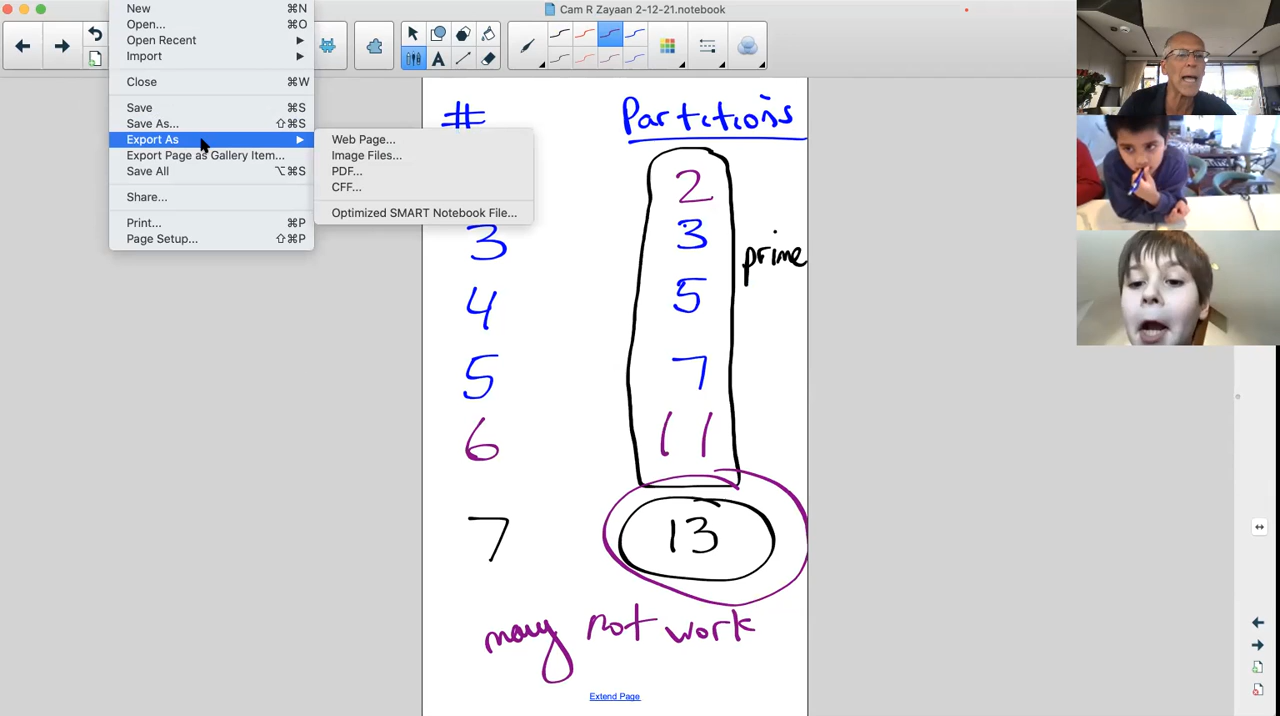 Cam R Zayaan 2-12-21.notebook
New ⌘N
Open... ⌘O
Open Recent
Import
Close ⌘W
Save ⌘S
Save As... ⇧⌘S
Export As
Export Page as Gallery Item...
Save All ⌥⌘S
Share...
Print... ⌘P
Page Setup... ⇧⌘P
Web Page...
Image Files...
PDF...
CFF...
Optimized SMART Notebook File...
# Partitions
2
3 3
prime
4 5
5 7
6 11
7 13
may not work
Extend Page